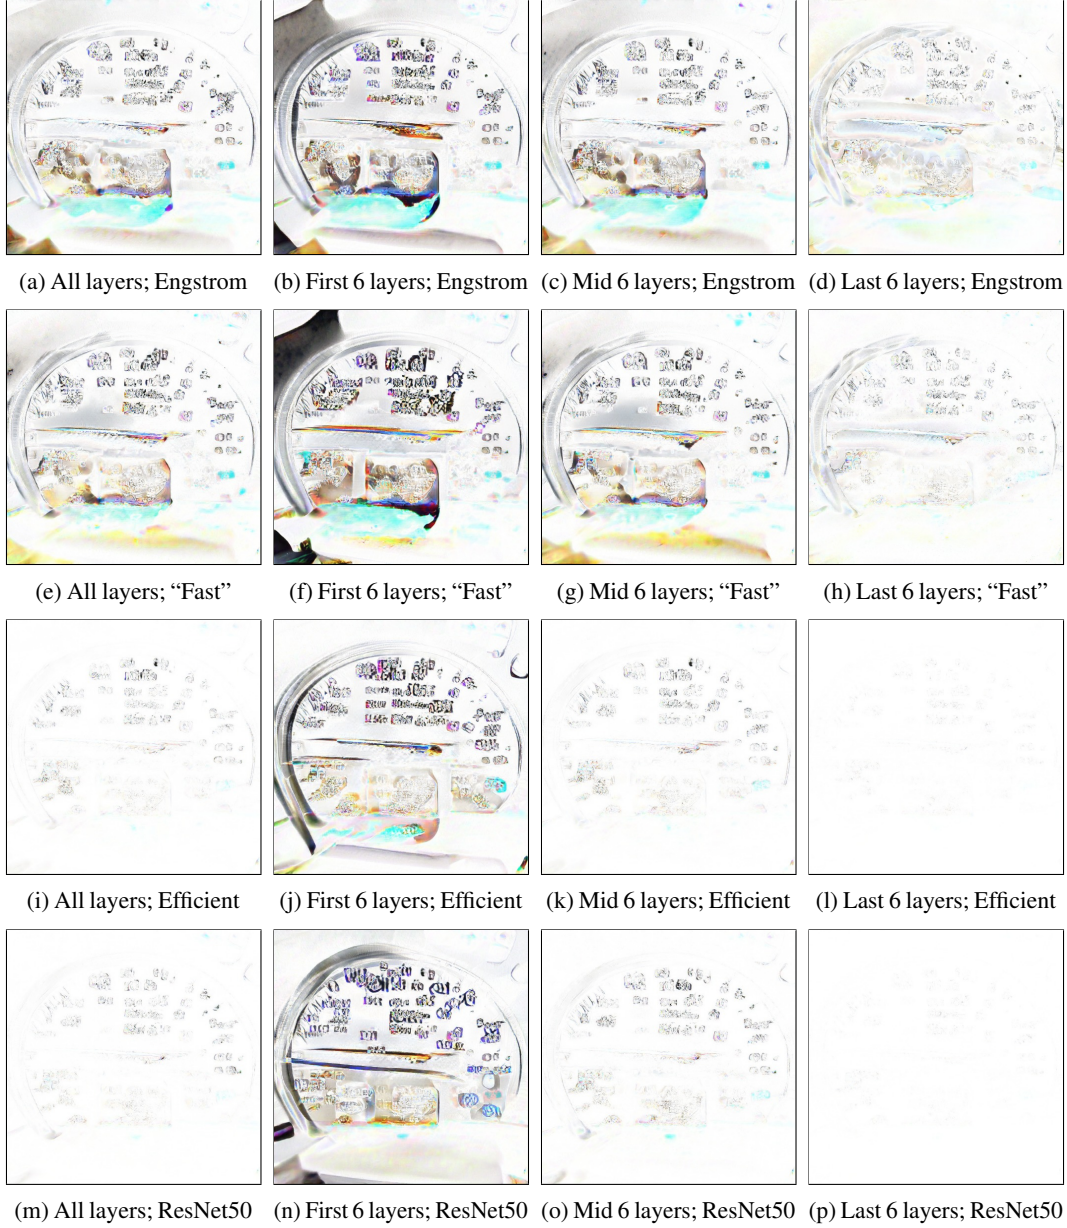 (a) All layers; Engstrom (b) First 6 layers; Engstrom (c) Mid 6 layers; Engstrom (d) Last 6 layers; Engstrom
(e) All layers; “Fast” (f) First 6 layers; “Fast” (g) Mid 6 layers; “Fast” (h) Last 6 layers; “Fast”
(i) All layers; Efficient (j) First 6 layers; Efficient (k) Mid 6 layers; Efficient (l) Last 6 layers; Efficient
(m) All layers; ResNet50 (n) First 6 layers; ResNet50 (o) Mid 6 layers; ResNet50 (p) Last 6 layers; ResNet50